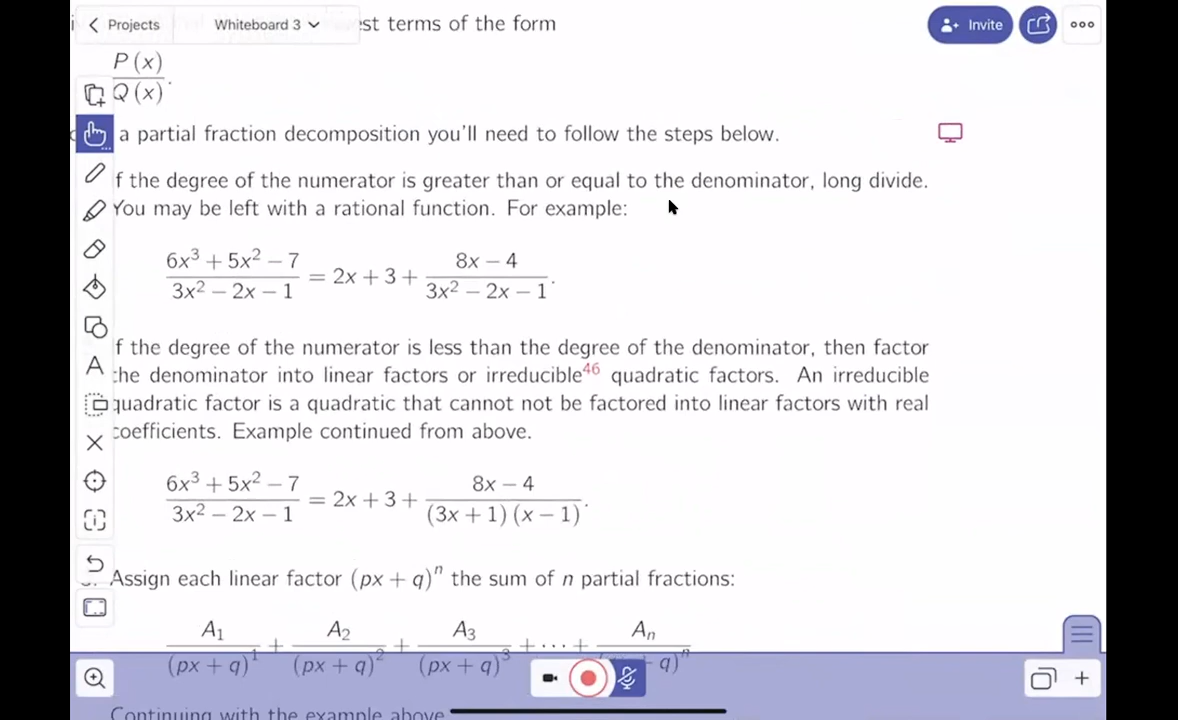 Projects
Whiteboard 3
st terms of the form
Invite
P (x)
Q (x).
a partial fraction decomposition you'll need to follow the steps below.
f the degree of the numerator is greater than or equal to the denominator, long divide.
You may be left with a rational function. For example:
6x³ + 5x² − 7
3x² − 2x − 1
= 2x + 3 +
8x − 4
3x² − 2x − 1
.
f the degree of the numerator is less than the degree of the denominator, then factor
the denominator into linear factors or irreducible⁴⁶ quadratic factors. An irreducible
quadratic factor is a quadratic that cannot not be factored into linear factors with real
coefficients. Example continued from above.
6x³ + 5x² − 7
3x² − 2x − 1
= 2x + 3 +
8x − 4
(3x + 1) (x − 1)
.
Assign each linear factor (px + q)ⁿ the sum of n partial fractions:
A₁
(px + q)¹
+
A₂
(px + q)²
+
A₃
(px + q)³
+ ⋯ +
Aₙ
q)ⁿ
Continuing with the example above